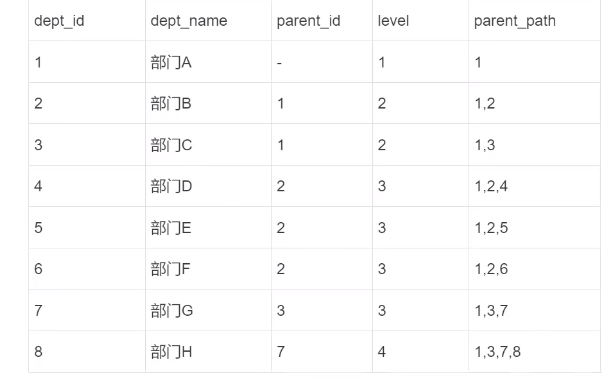 dept_id dept_name parent_id level parent_path
1 部门A - 1 1
2 部门B 1 2 1,2
3 部门C 1 2 1,3
4 部门D 2 3 1,2,4
5 部门E 2 3 1,2,5
6 部门F 2 3 1,2,6
7 部门G 3 3 1,3,7
8 部门H 7 4 1,3,7,8